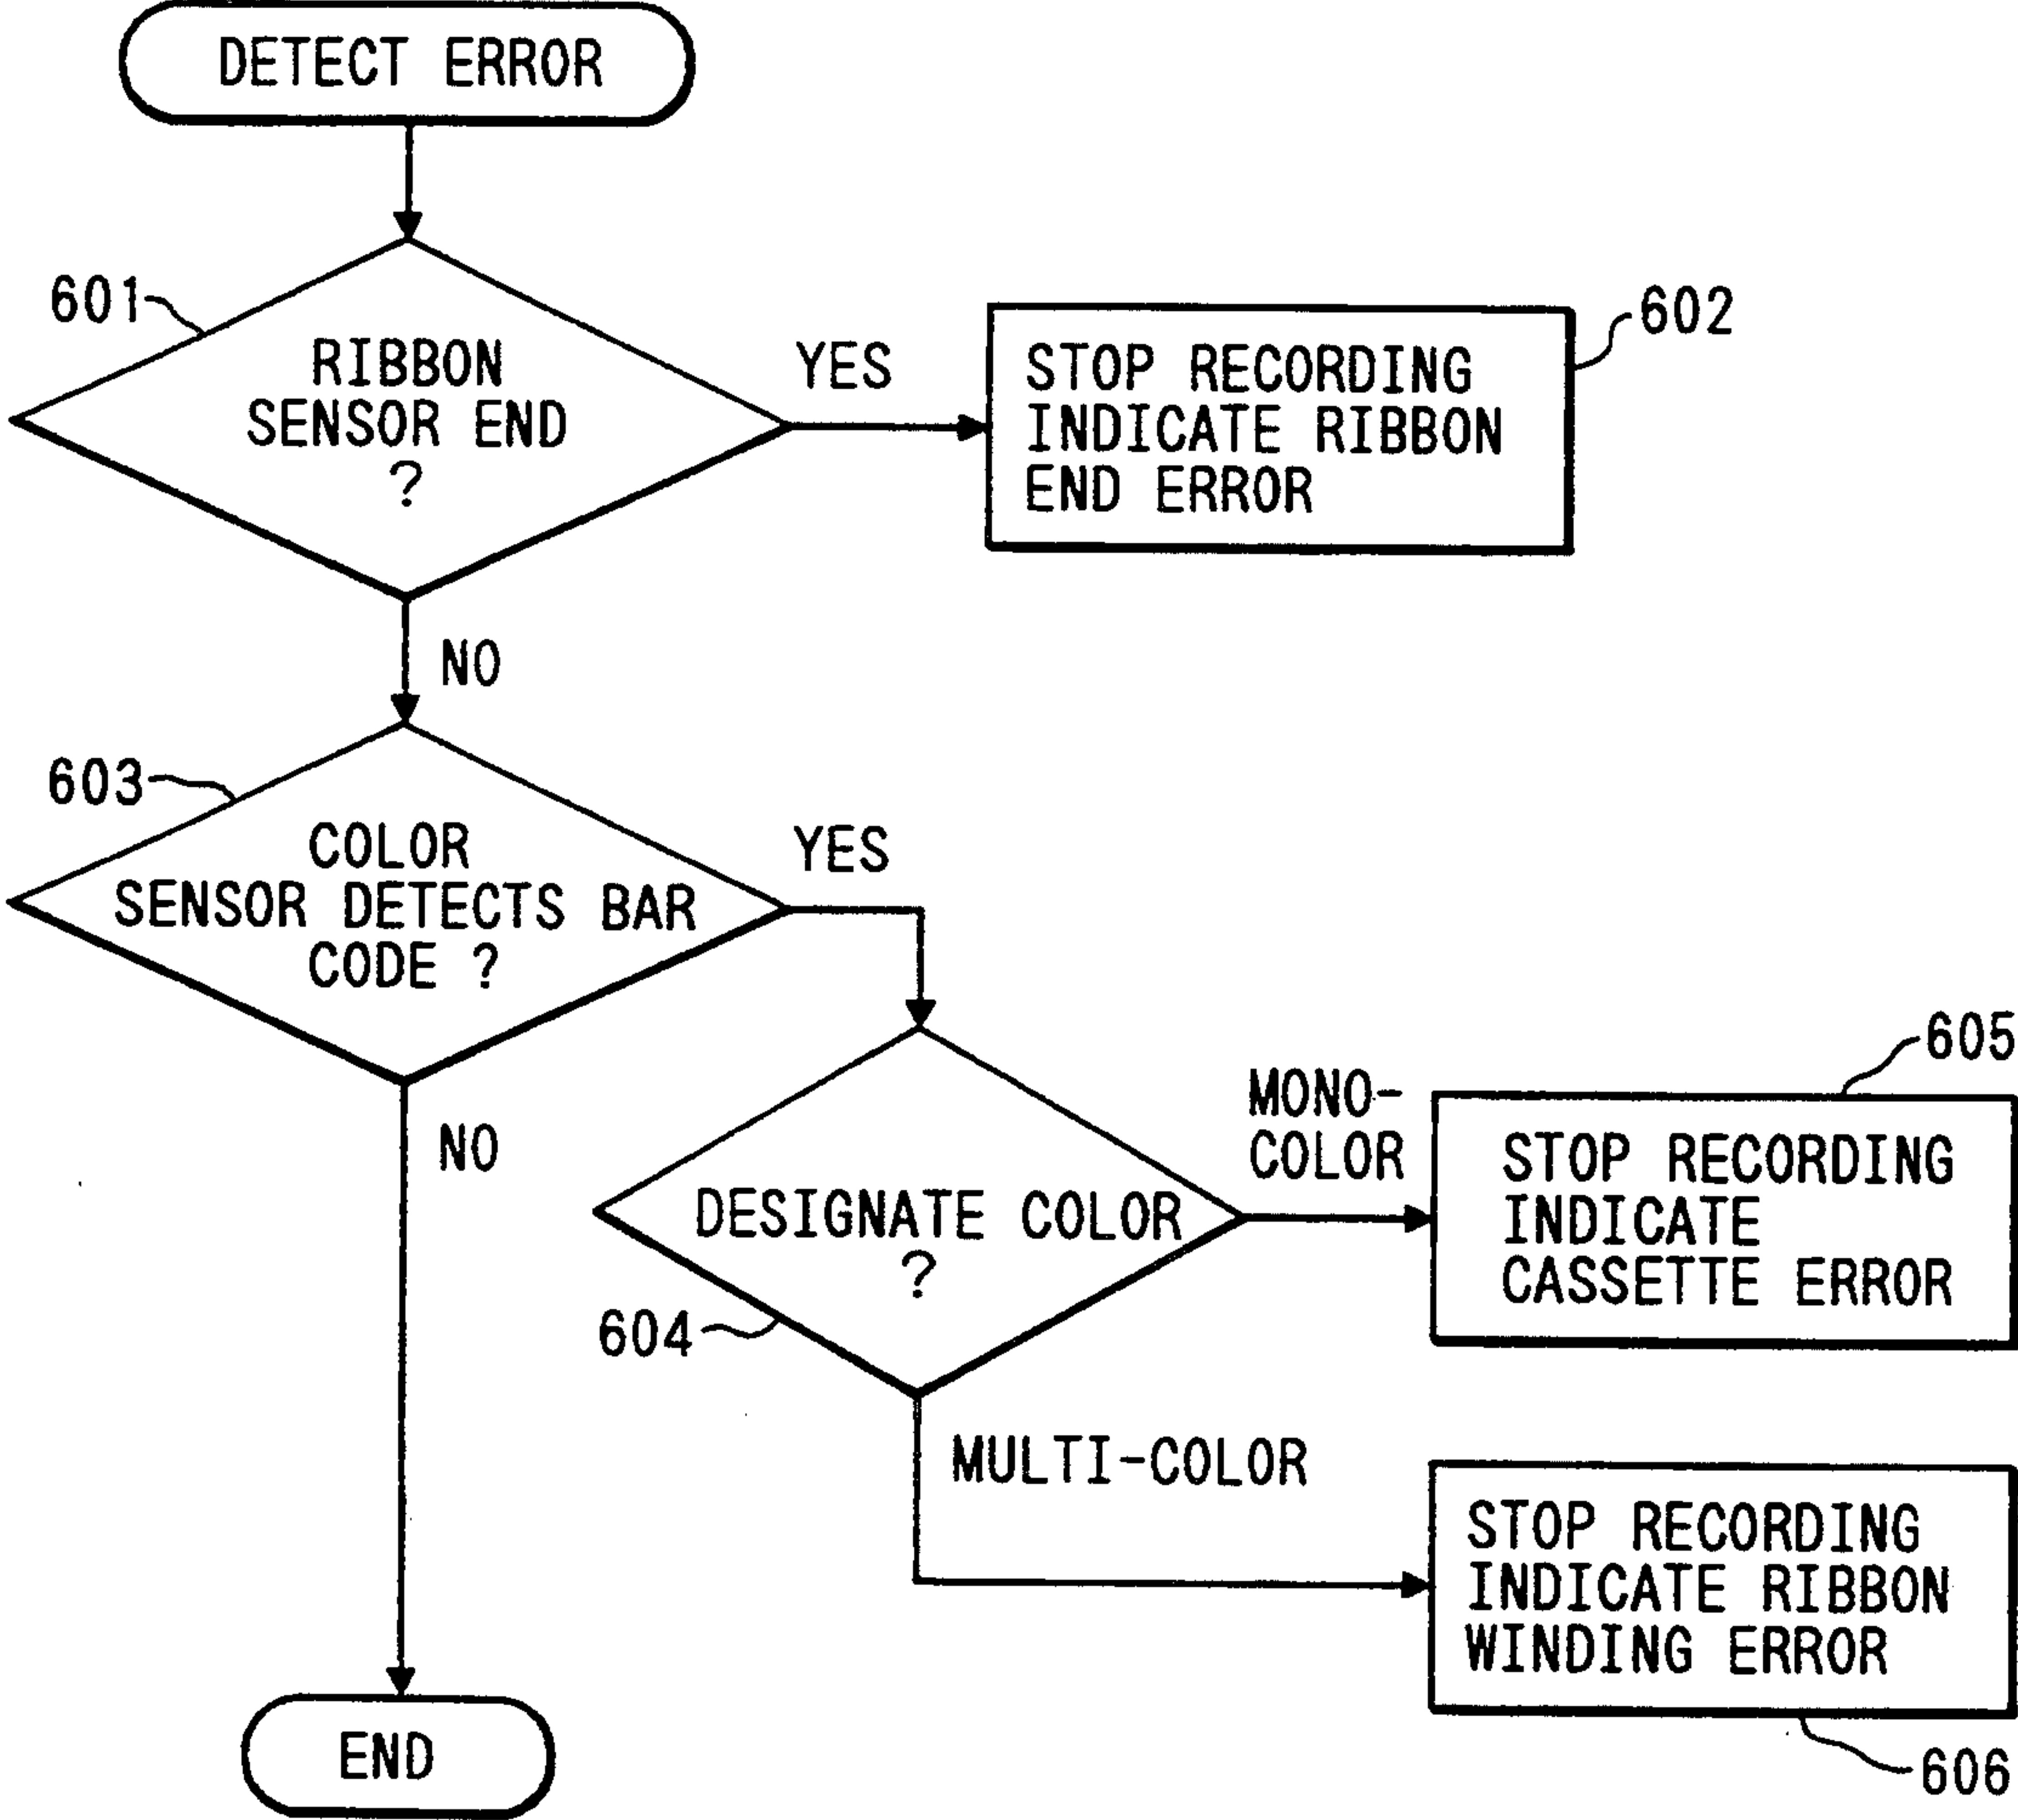 DETECT ERROR
601
RIBBON
SENSOR END
?
YES
602
STOP RECORDING
INDICATE RIBBON
END ERROR
NO
603
COLOR
SENSOR DETECTS BAR
CODE ?
YES
NO
604
DESIGNATE COLOR
?
MONO-
COLOR
605
STOP RECORDING
INDICATE
CASSETTE ERROR
MULTI-COLOR
STOP RECORDING
INDICATE RIBBON
WINDING ERROR
606
END